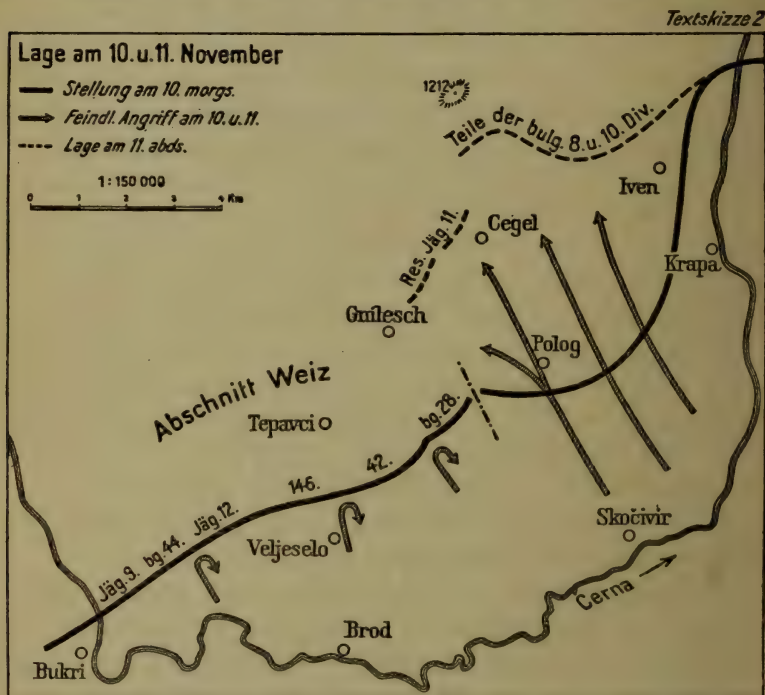 Textskizze 2
Lage am 10. u. 11. November
Stellung am 10. morgs.
Feindl. Angriff am 10. u. 11.
Lage am 11. abds.
1 : 150 000
0 1 2 3 4 Km
1212
Teile der bulg. 8. u. 10. Div.
Iven
Cegel
Krapa
Res. Jäg. 11.
Gnilesch
Polog
Abschnitt Weiz
bg. 28.
Tepavci
42.
146.
Jäg. 12.
bg. 44.
Jäg. 9.
Veljeselo
Skočivir
Cerna
Brod
Bukri